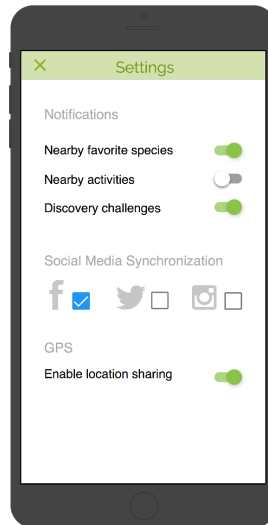 Settings
Notifications
Nearby favorite species
Nearby activities
Discovery challenges
Social Media Synchronization
GPS
Enable location sharing